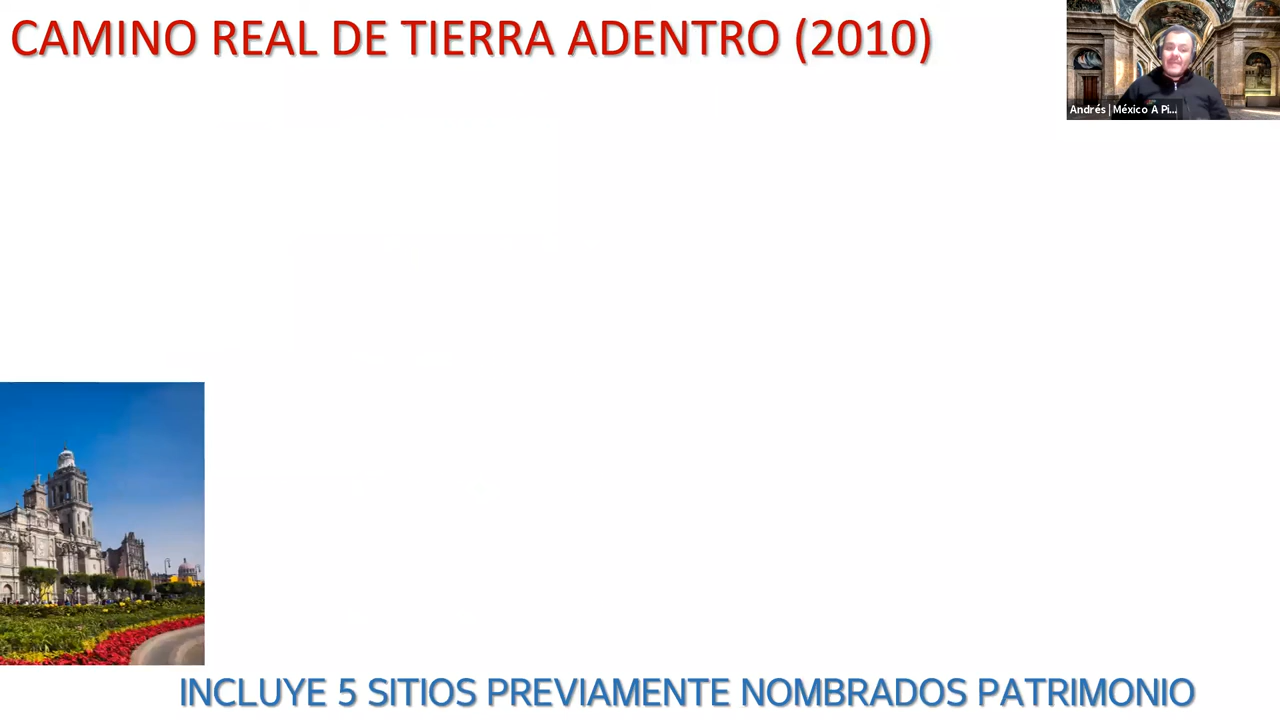 CAMINO REAL DE TIERRA ADENTRO (2010)
Andrés | México A Pi...
INCLUYE 5 SITIOS PREVIAMENTE NOMBRADOS PATRIMONIO